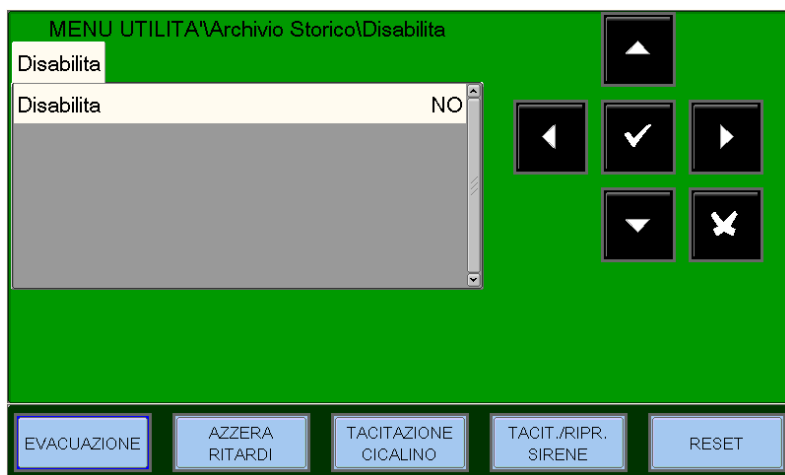 MENU UTILITA'\Archivio Storico\Disabilita
Disabilita
Disabilita NO
EVACUAZIONE
AZZERA
RITARDI
TACITAZIONE
CICALINO
TACIT./RIPR.
SIRENE
RESET